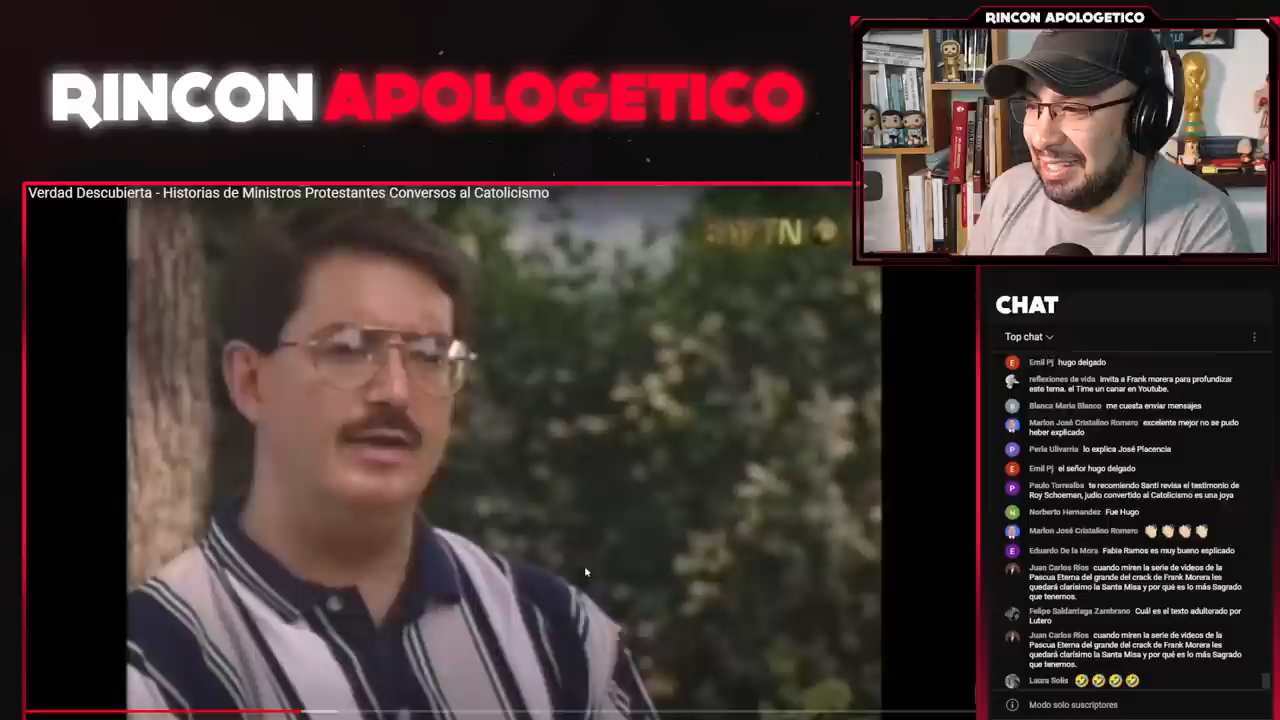 RINCON APOLOGETICO
RINCON APOLOGETICO
Verdad Descubierta - Historias de Ministros Protestantes Conversos al Catolicismo
EWTN
CHAT
Top chat
Emil Pj hugo delgado
reflexiones de vida invita a Frank morera para profundizar
este tema. el Time un canar en Youtube.
Blanca Maria Blanco me cuesta enviar mensajes
Marlon José Cristalino Romero excelente mejor no se pudo
heber explicado
Perla Ulivarria lo explica José Placencia
Emil Pj el señor hugo delgado
Paulo Torrealba te recomiendo Santi revisa el testimonio de
Roy Schoeman, judio convertido al Catolicismo es una joya
Norberto Hernandez Fue Hugo
Marlon José Cristalino Romero 👏🏻 👏🏻 👏🏻 👏🏻
Eduardo De la Mora Fabia Ramos es muy bueno esplicado
Juan Carlos Ríos cuando miren la serie de videos de la
Pascua Eterna del grande del crack de Frank Morera les
quedará clarísimo la Santa Misa y por qué es lo más Sagrado
que tenemos.
Felipe Saldarriaga Zambrano Cuál es el texto adulterado por
Lutero
Juan Carlos Ríos cuando miren la serie de videos de la
Pascua Eterna del grande del crack de Frank Morera les
quedará clarísimo la Santa Misa y por qué es lo más Sagrado
que tenemos.
Laura Solis 🤣 🤣 🤣 🤣
Modo solo suscriptores